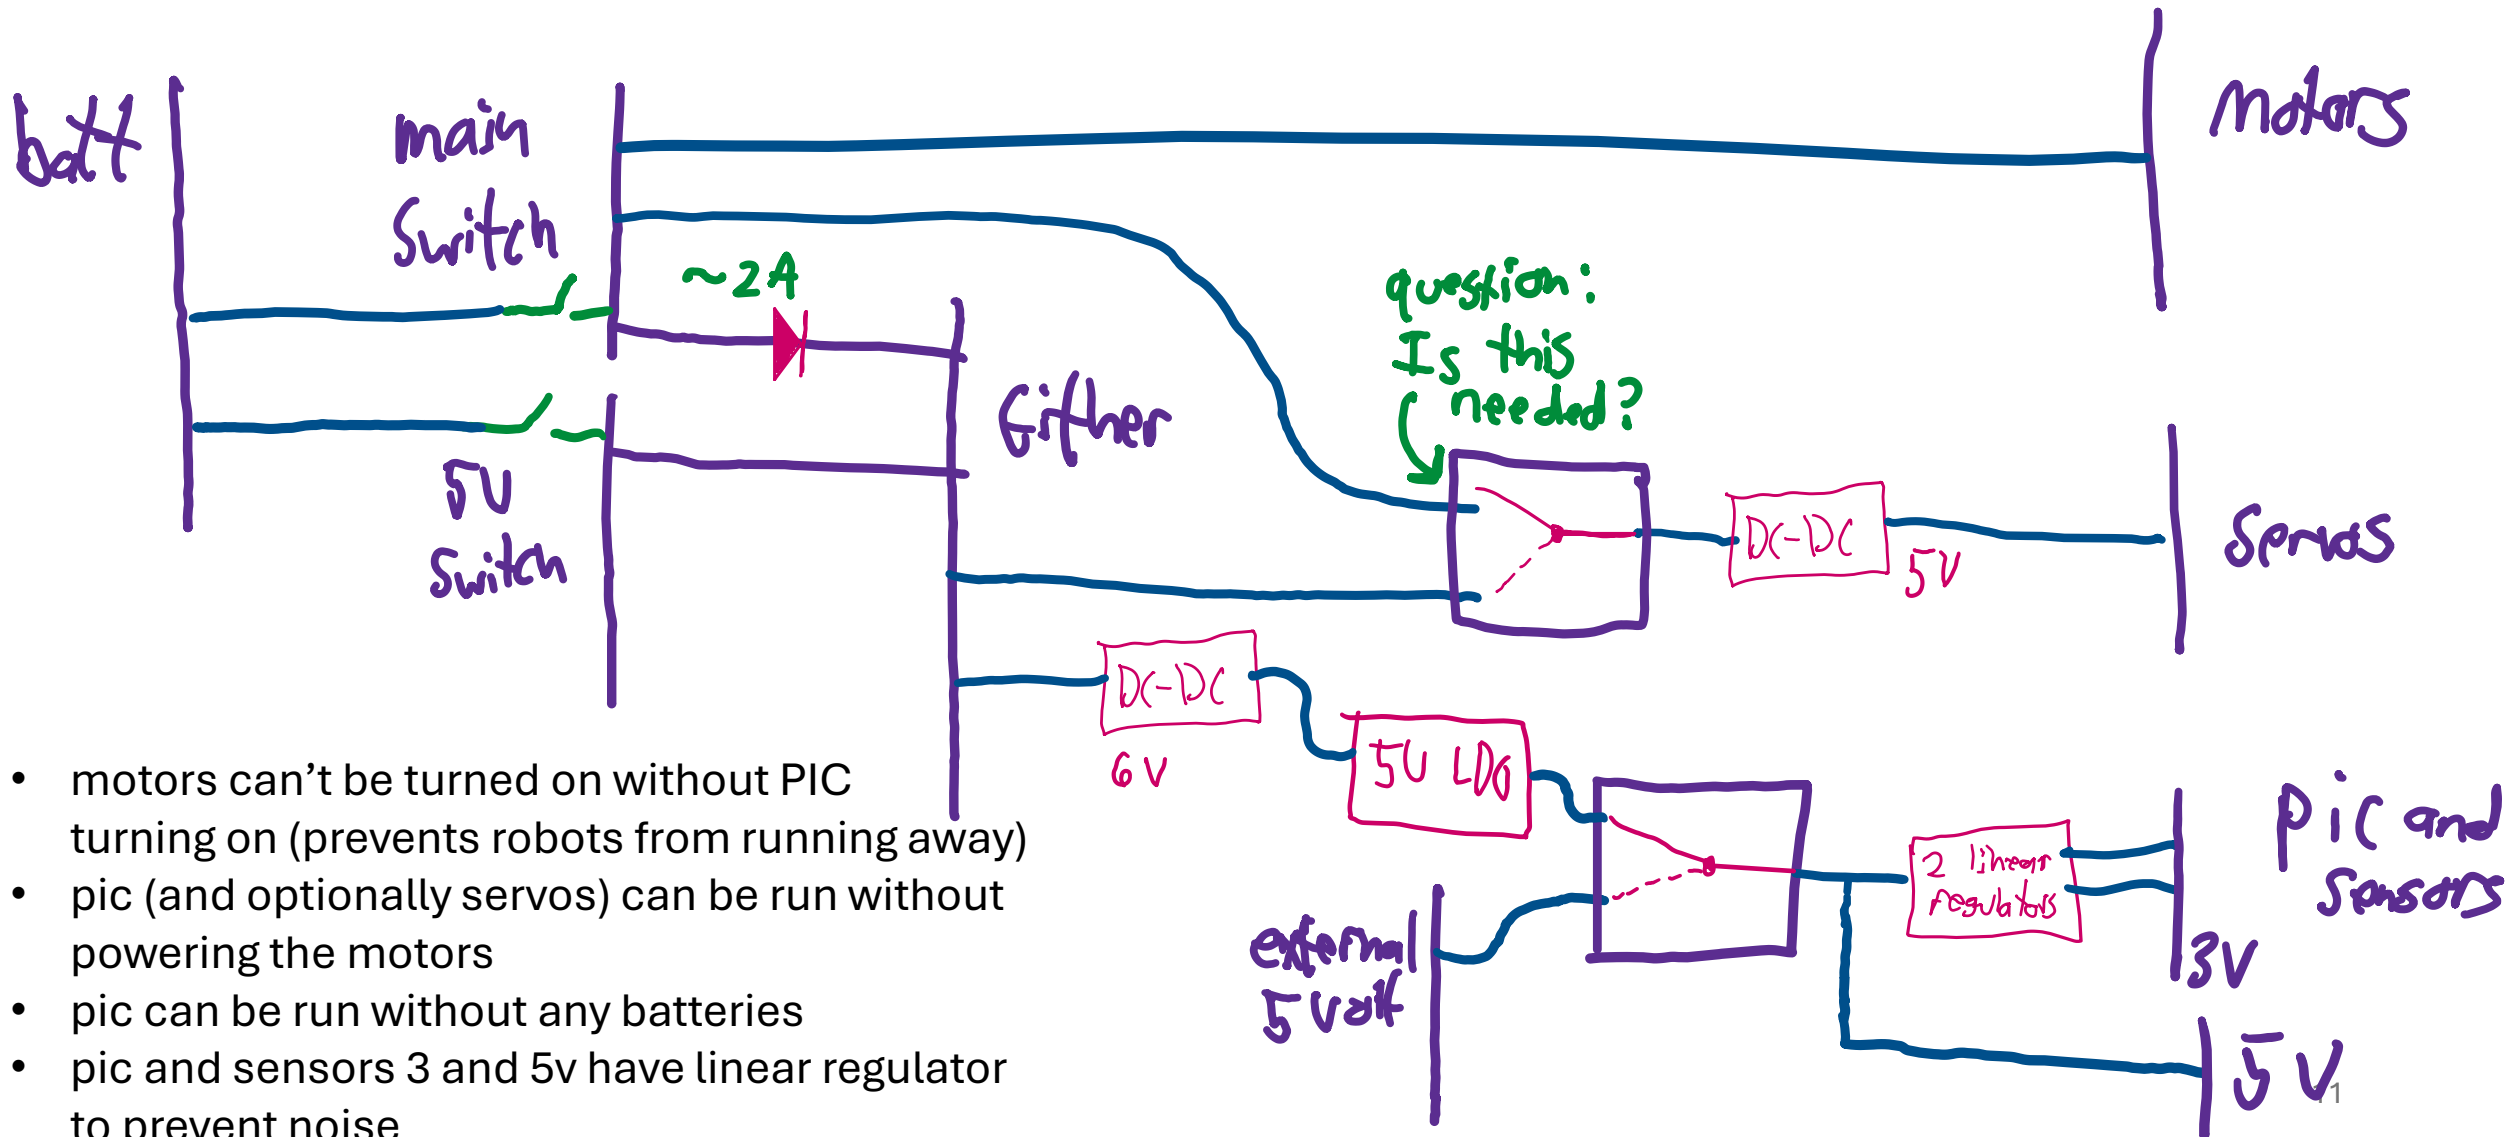 batt
main
switch
motors
~2A
question:
Is this
needed?
Either
5V
switch
DC-DC
5V
Servos
DC-DC
6V
5V LDO
• motors can’t be turned on without PIC
turning on (prevents robots from running away)
• pic (and optionally servos) can be run without
powering the motors
• pic can be run without any batteries
• pic and sensors 3 and 5v have linear regulator
to prevent noise
external
5 Volt
2 linear
regulators
pic and
sensors
3V
5V
11